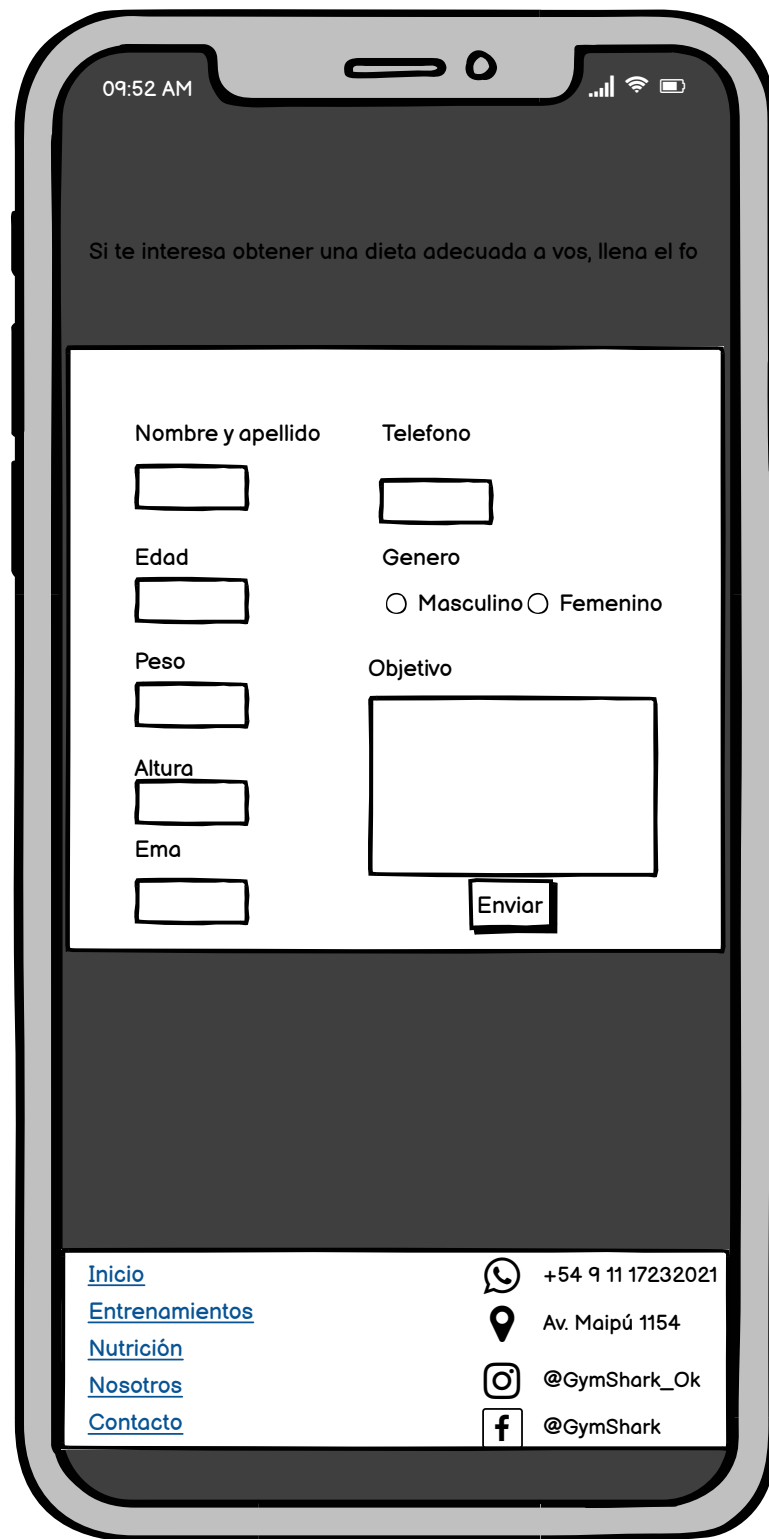 09:52 AM
Si te interesa obtener una dieta adecuada a vos, llena el fo
Nombre y apellido
Telefono
Edad
Genero
Masculino
Femenino
Peso
Objetivo
Altura
Ema
Enviar
Inicio
Entrenamientos
Nutrición
Nosotros
Contacto
+54 9 11 17232021
Av. Maipú 1154
@GymShark_Ok
@GymShark